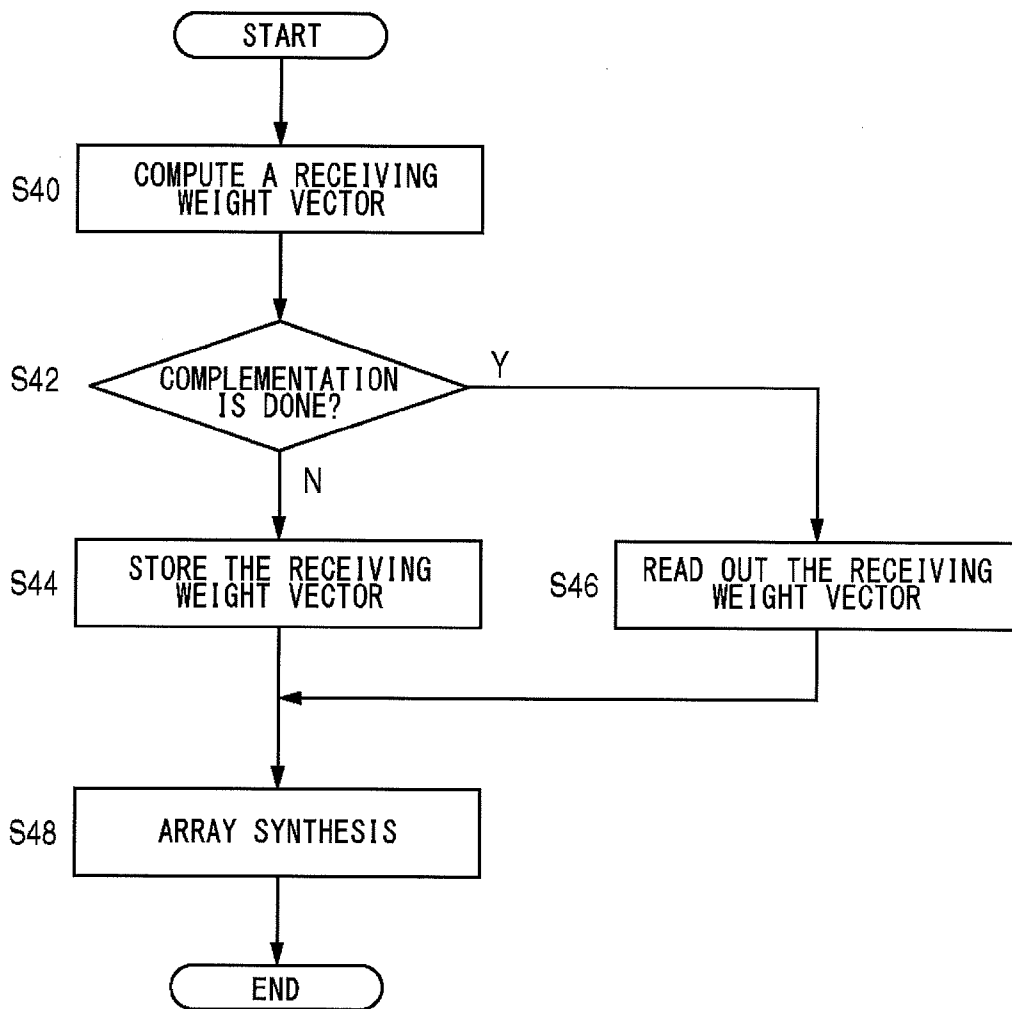 START
S40
COMPUTE A RECEIVING
WEIGHT VECTOR
S42
COMPLEMENTATION
IS DONE?
Y
N
S44
STORE THE RECEIVING
WEIGHT VECTOR
S46
READ OUT THE RECEIVING
WEIGHT VECTOR
S48
ARRAY SYNTHESIS
END